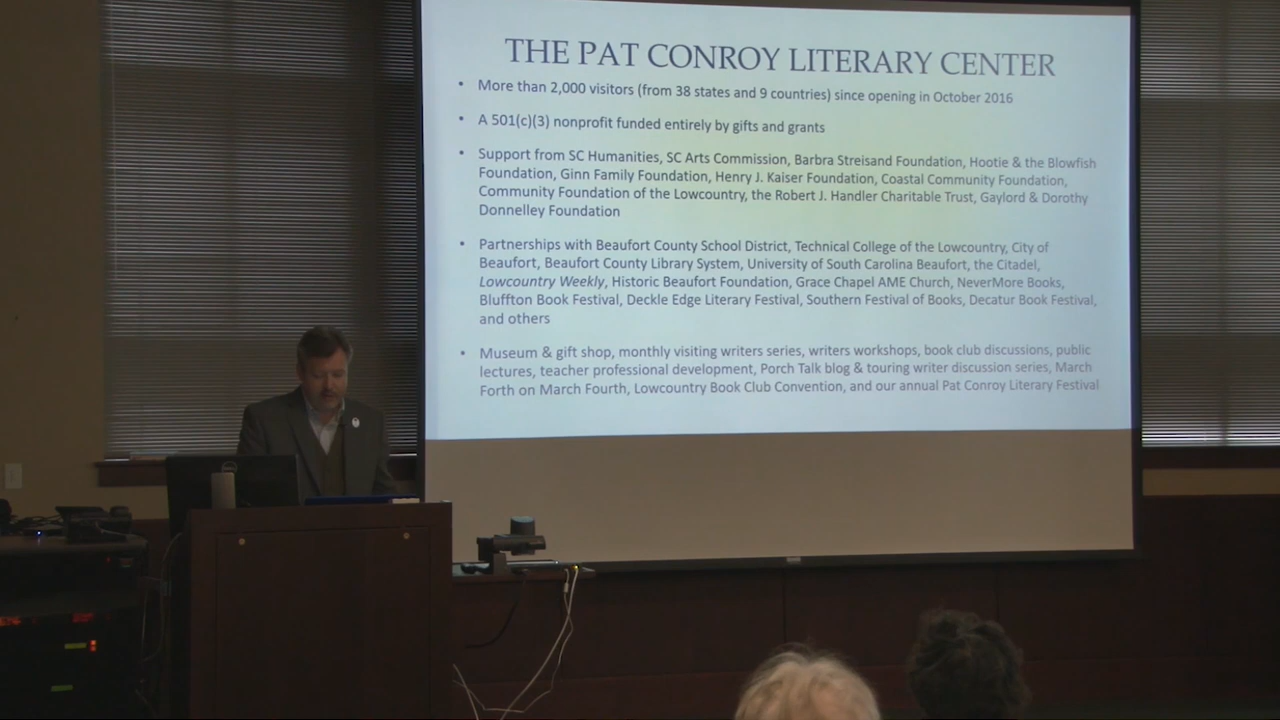 THE PAT CONROY LITERARY CENTER
• More than 2,000 visitors (from 38 states and 9 countries) since opening in October 2016
• A 501(c)(3) nonprofit funded entirely by gifts and grants
• Support from SC Humanities, SC Arts Commission, Barbra Streisand Foundation, Hootie & the Blowfish
Foundation, Ginn Family Foundation, Henry J. Kaiser Foundation, Coastal Community Foundation,
Community Foundation of the Lowcountry, the Robert J. Handler Charitable Trust, Gaylord & Dorothy
Donnelley Foundation
• Partnerships with Beaufort County School District, Technical College of the Lowcountry, City of
Beaufort, Beaufort County Library System, University of South Carolina Beaufort, the Citadel,
Lowcountry Weekly, Historic Beaufort Foundation, Grace Chapel AME Church, NeverMore Books,
Bluffton Book Festival, Deckle Edge Literary Festival, Southern Festival of Books, Decatur Book Festival,
and others
• Museum & gift shop, monthly visiting writers series, writers workshops, book club discussions, public
lectures, teacher professional development, Porch Talk blog & touring writer discussion series, March
Forth on March Fourth, Lowcountry Book Club Convention, and our annual Pat Conroy Literary Festival